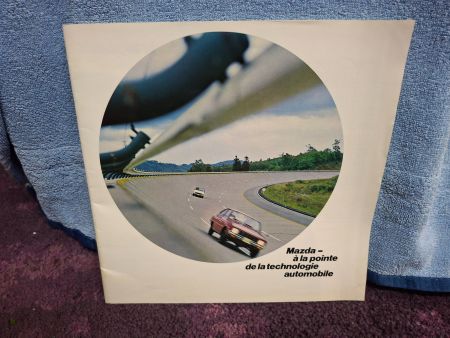 Mazda –
à la pointe
de la technologie
automobile